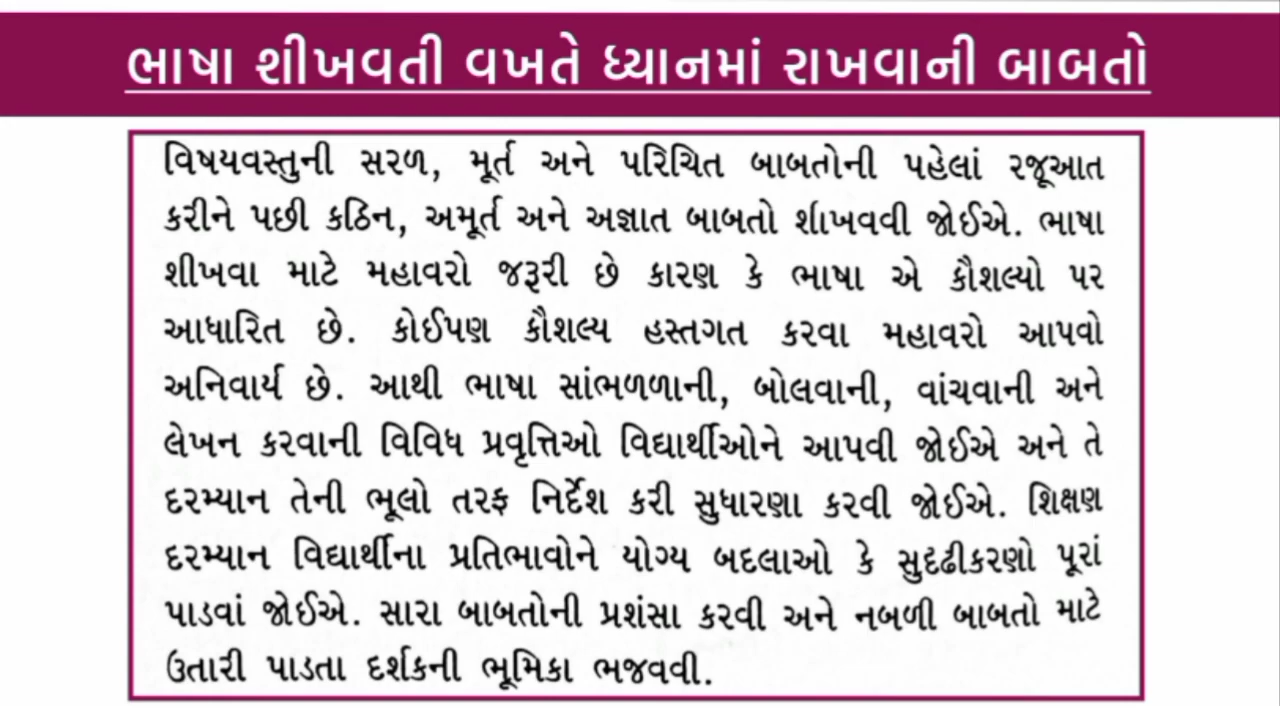 ભાષા શીખવતી વખતે ધ્યાનમાં રાખવાની બાબતો
વિષયવસ્તુની સરળ, મૂર્ત અને પરિચિત બાબતોની પહેલાં રજૂઆત
કરીને પછી કઠિન, અમૂર્ત અને અજ્ઞાત બાબતો શીખવવી જોઈએ. ભાષા
શીખવા માટે મહાવરો જરૂરી છે કારણ કે ભાષા એ કૌશલ્યો પર
આધારિત છે. કોઈપણ કૌશલ્ય હસ્તગત કરવા મહાવરો આપવો
અનિવાર્ય છે. આથી ભાષા સાંભળળાની, બોલવાની, વાંચવાની અને
લેખન કરવાની વિવિધ પ્રવૃત્તિઓ વિદ્યાર્થીઓને આપવી જોઈએ અને તે
દરમ્યાન તેની ભૂલો તરફ નિર્દેશ કરી સુધારણા કરવી જોઈએ. શિક્ષણ
દરમ્યાન વિદ્યાર્થીના પ્રતિભાવોને યોગ્ય બદલાઓ કે સુદઢીકરણો પૂરાં
પાડવાં જોઈએ. સારા બાબતોની પ્રશંસા કરવી અને નબળી બાબતો માટે
ઉતારી પાડતા દર્શકની ભૂમિકા ભજવવી.